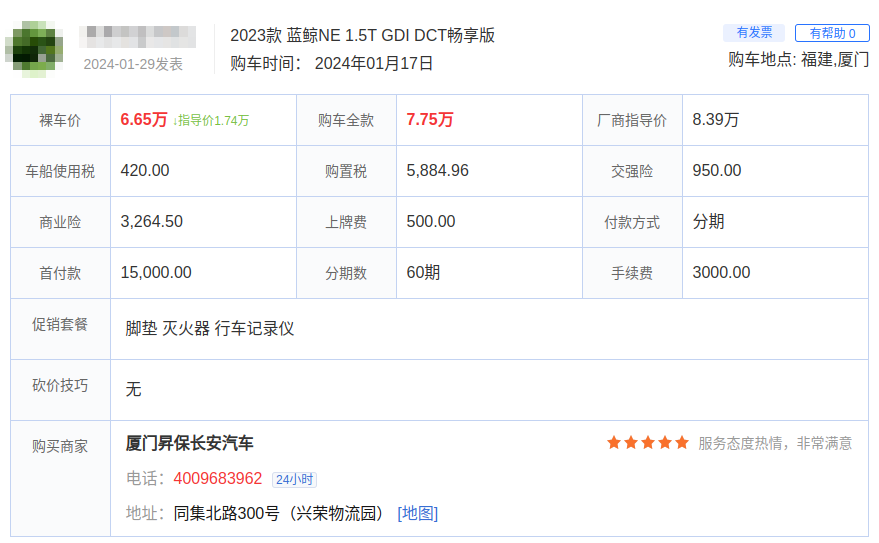 2023款 蓝鲸NE 1.5T GDI DCT畅享版
有发票 有帮助 0
2024-01-29发表
购车时间： 2024年01月17日
购车地点: 福建,厦门
裸车价 6.65万 ↓指导价1.74万 购车全款 7.75万 厂商指导价 8.39万
车船使用税 420.00 购置税 5,884.96 交强险 950.00
商业险 3,264.50 上牌费 500.00 付款方式 分期
首付款 15,000.00 分期数 60期 手续费 3000.00
促销套餐 脚垫 灭火器 行车记录仪
砍价技巧 无
购买商家 厦门昇保长安汽车 服务态度热情，非常满意
电话： 4009683962 24小时
地址： 同集北路300号（兴荣物流园） [地图]